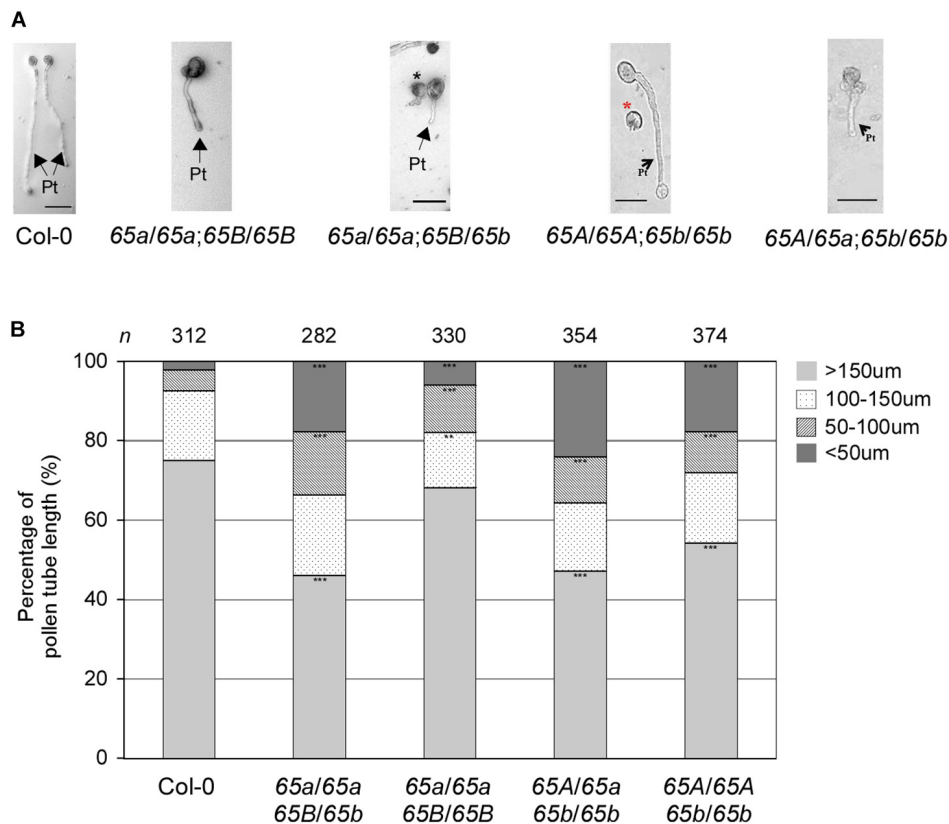 A
*
*
Pt
Pt
Pt
Pt
Pt
Col-0
65a/65a;65B/65B
65a/65a;65B/65b
65A/65A;65b/65b
65A/65a;65b/65b
B
n 312 282 330 354 374
100
80
60
40
20
0
Percentage of
pollen tube length (%)
*** *** *** ***
*** *** *** ***
**
*** *** ***
>150um
100-150um
50-100um
<50um
Col-0 65a/65a 65a/65a 65A/65a 65A/65A
65B/65b 65B/65B 65b/65b 65b/65b